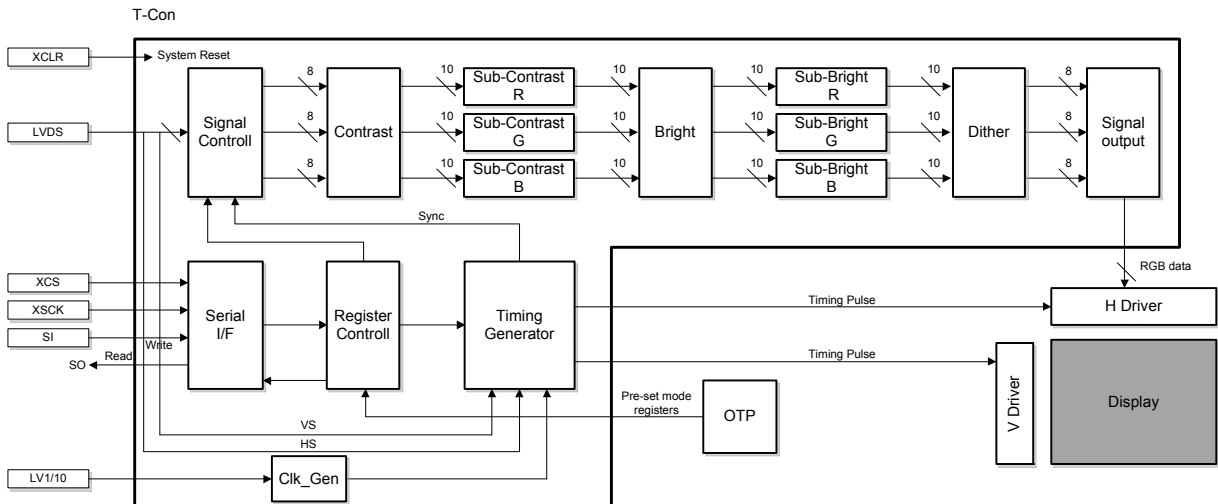 T-Con
XCLR
System Reset
LVDS
Signal
Controll
8
8
8
Contrast
10
10
10
Sub-Contrast
R
Sub-Contrast
G
Sub-Contrast
B
10
10
10
Bright
10
10
10
Sub-Bright
R
Sub-Bright
G
Sub-Bright
B
10
10
10
Dither
8
8
8
Signal
output
Sync
RGB data
XCS
XSCK
SI
SO
Read
Write
Serial
I/F
Register
Controll
Timing
Generator
Timing Pulse
H Driver
Timing Pulse
V Driver
Display
Pre-set mode
registers
OTP
VS
HS
LV1/10
Clk_Gen